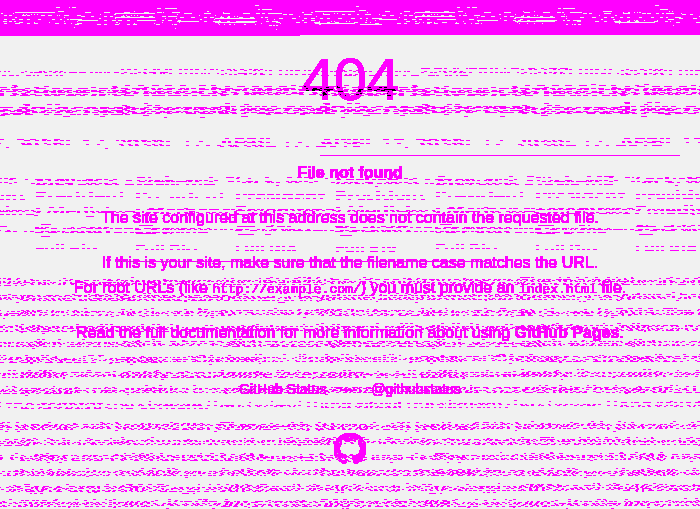 404
File not found
The site configured at this address does not contain the requested file.
If this is your site, make sure that the filename case matches the URL.
For root URLs (like http://example.com/) you must provide an index.html file.
Read the full documentation for more information about using GitHub Pages.
GitHub Status — @githubstatus